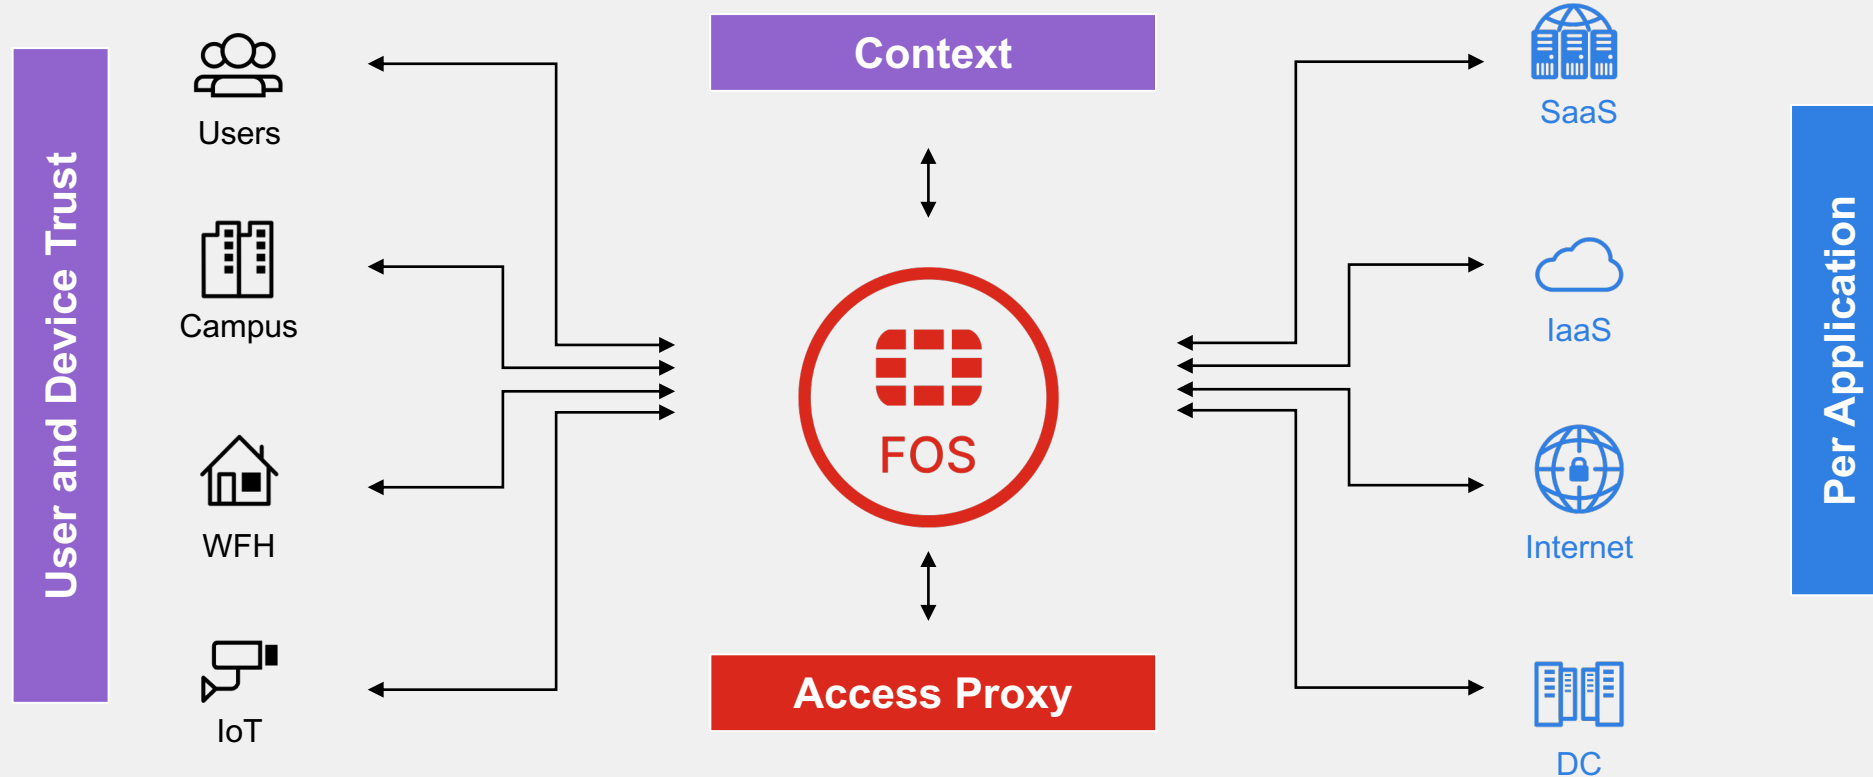 User and Device Trust
Users
Campus
WFH
IoT
Context
FOS
Access Proxy
SaaS
IaaS
Internet
DC
Per Application